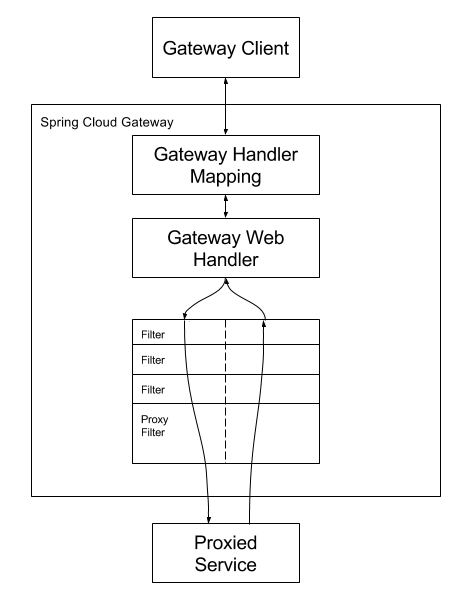 Gateway Client
Spring Cloud Gateway
Gateway Handler
Mapping
Gateway Web
Handler
Filter
Filter
Filter
Proxy
Filter
Proxied
Service